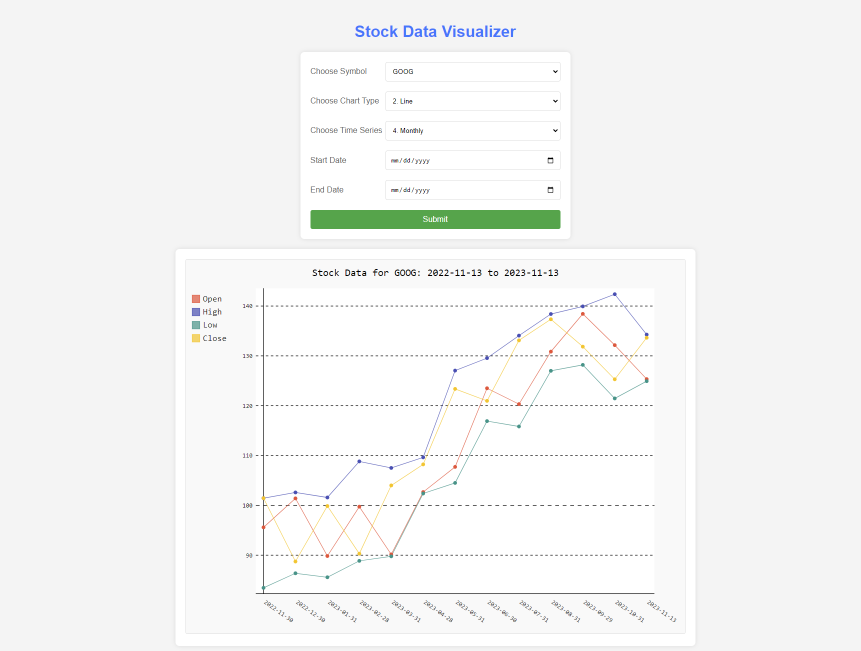 Stock Data Visualizer
Choose Symbol GOOG
Choose Chart Type 2. Line
Choose Time Series 4. Monthly
Start Date mm/dd/yyyy
End Date mm/dd/yyyy
Submit
Stock Data for GOOG: 2022-11-13 to 2023-11-13
Open
High
Low
Close
140
130
120
110
100
90
2022-11-30 2022-12-30 2023-01-31 2023-02-28 2023-03-31 2023-04-28 2023-05-31 2023-06-30 2023-07-31 2023-08-31 2023-09-29 2023-10-31 2023-11-13